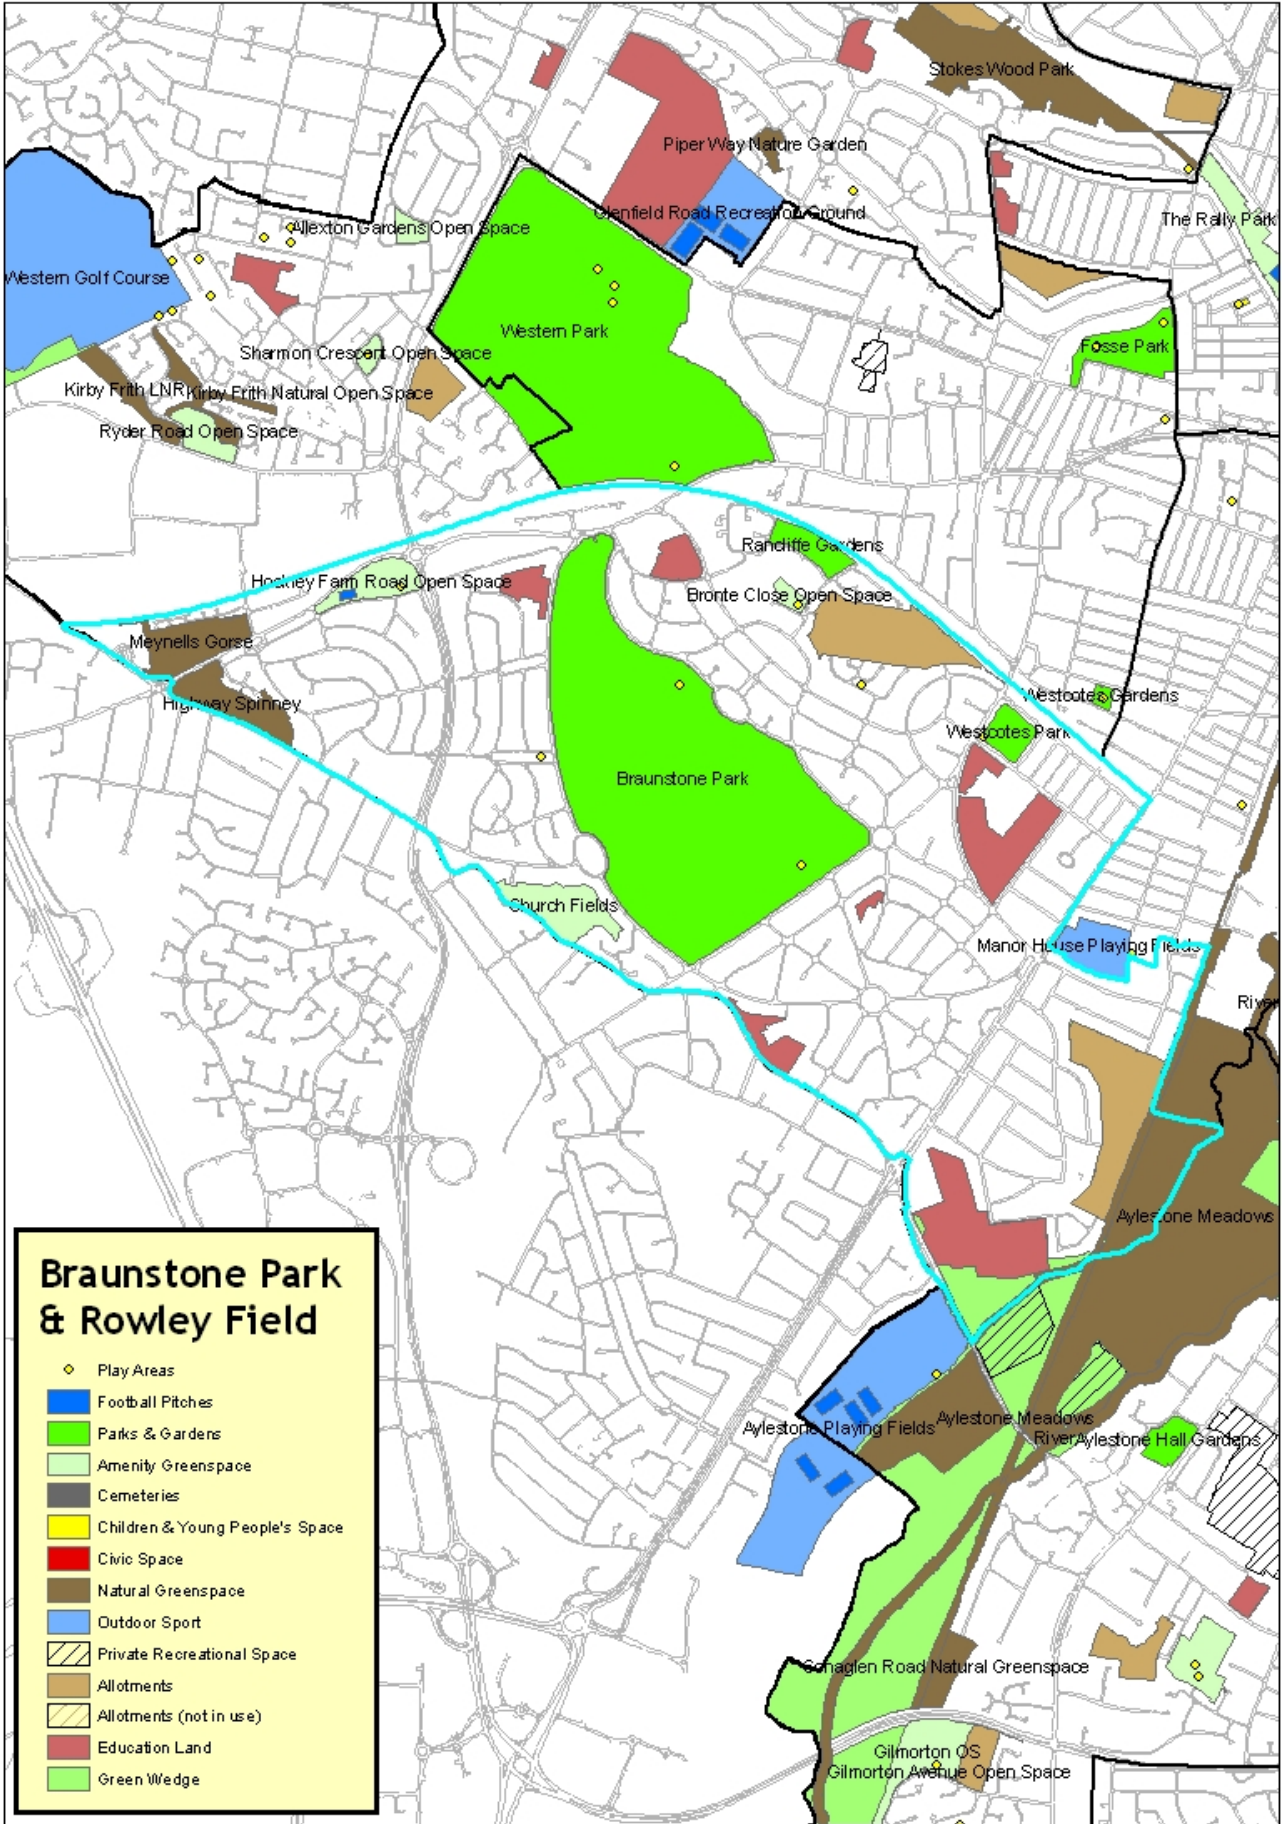 Stokes Wood Park
Piper Way Nature Garden
Glenfield Road Recreation Ground
The Rally Park
Allexton Gardens Open Space
Western Golf Course
Western Park
Fosse Park
Sharmon Crescent Open Space
Kirby Frith LNR
Kirby Frith Natural Open Space
Ryder Road Open Space
Rancliffe Gardens
Hockley Farm Road Open Space
Bronte Close Open Space
Meynells Gorse
Highway Spinney
Westcotes Gardens
Westcotes Park
Braunstone Park
Church Fields
Manor House Playing Fields
River
Aylestone Meadows
Aylestone Meadows
Aylestone Playing Fields
River
Aylestone Hall Gardens
Conaglen Road Natural Greenspace
Gilmorton OS
Gilmorton Avenue Open Space
Braunstone Park
& Rowley Field
Play Areas
Football Pitches
Parks & Gardens
Amenity Greenspace
Cemeteries
Children & Young People's Space
Civic Space
Natural Greenspace
Outdoor Sport
Private Recreational Space
Allotments
Allotments (not in use)
Education Land
Green Wedge